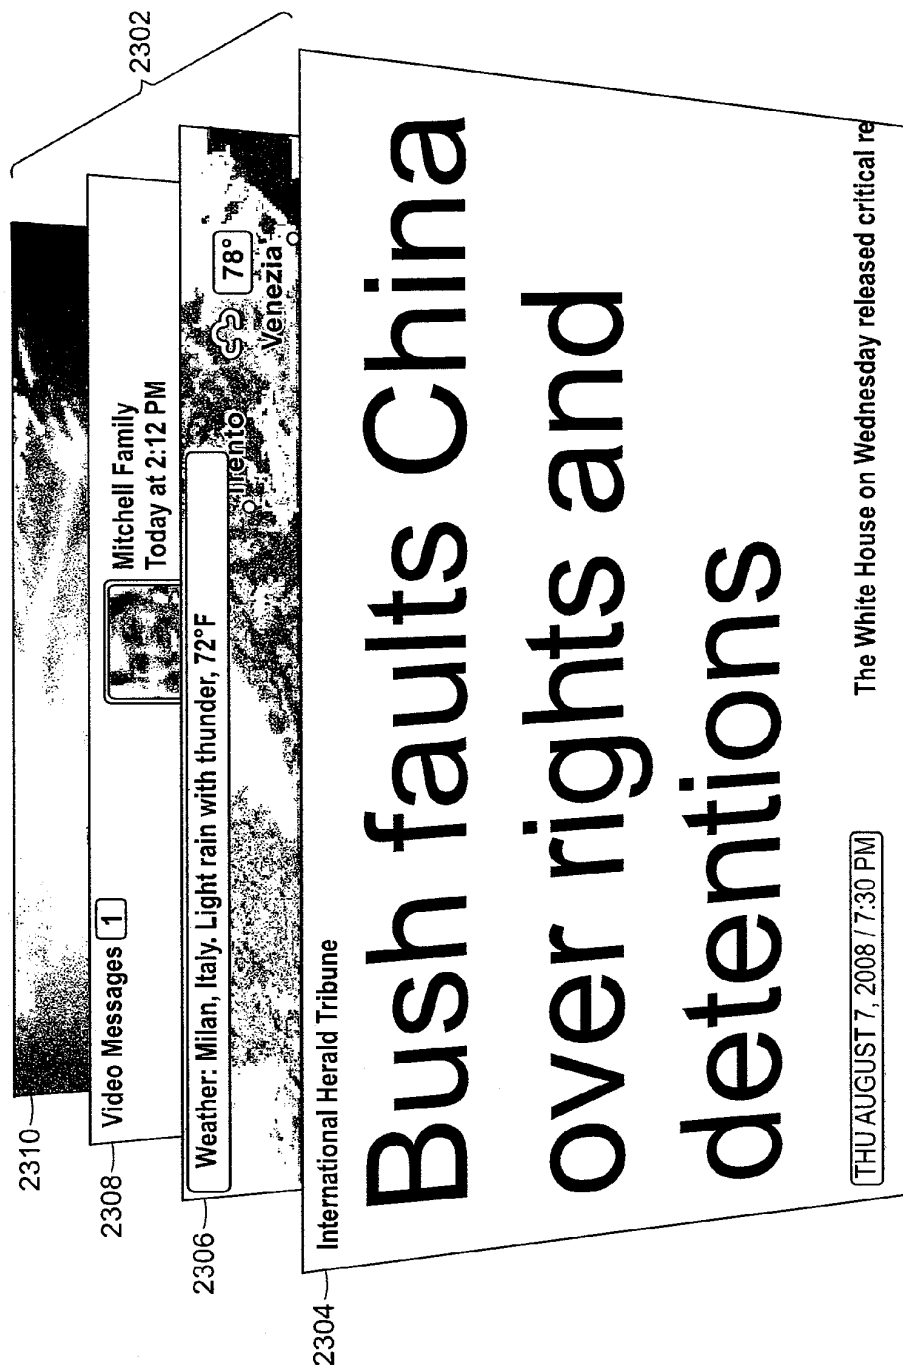 2302
2310
2308
2306
2304
Video Messages 1
Mitchell Family
Today at 2:12 PM
Weather: Milan, Italy. Light rain with thunder, 72°F
Trento
78°
Venezia
International Herald Tribune
Bush faults China
over rights and
detentions
THU AUGUST 7, 2008 / 7:30 PM
The White House on Wednesday released critical re